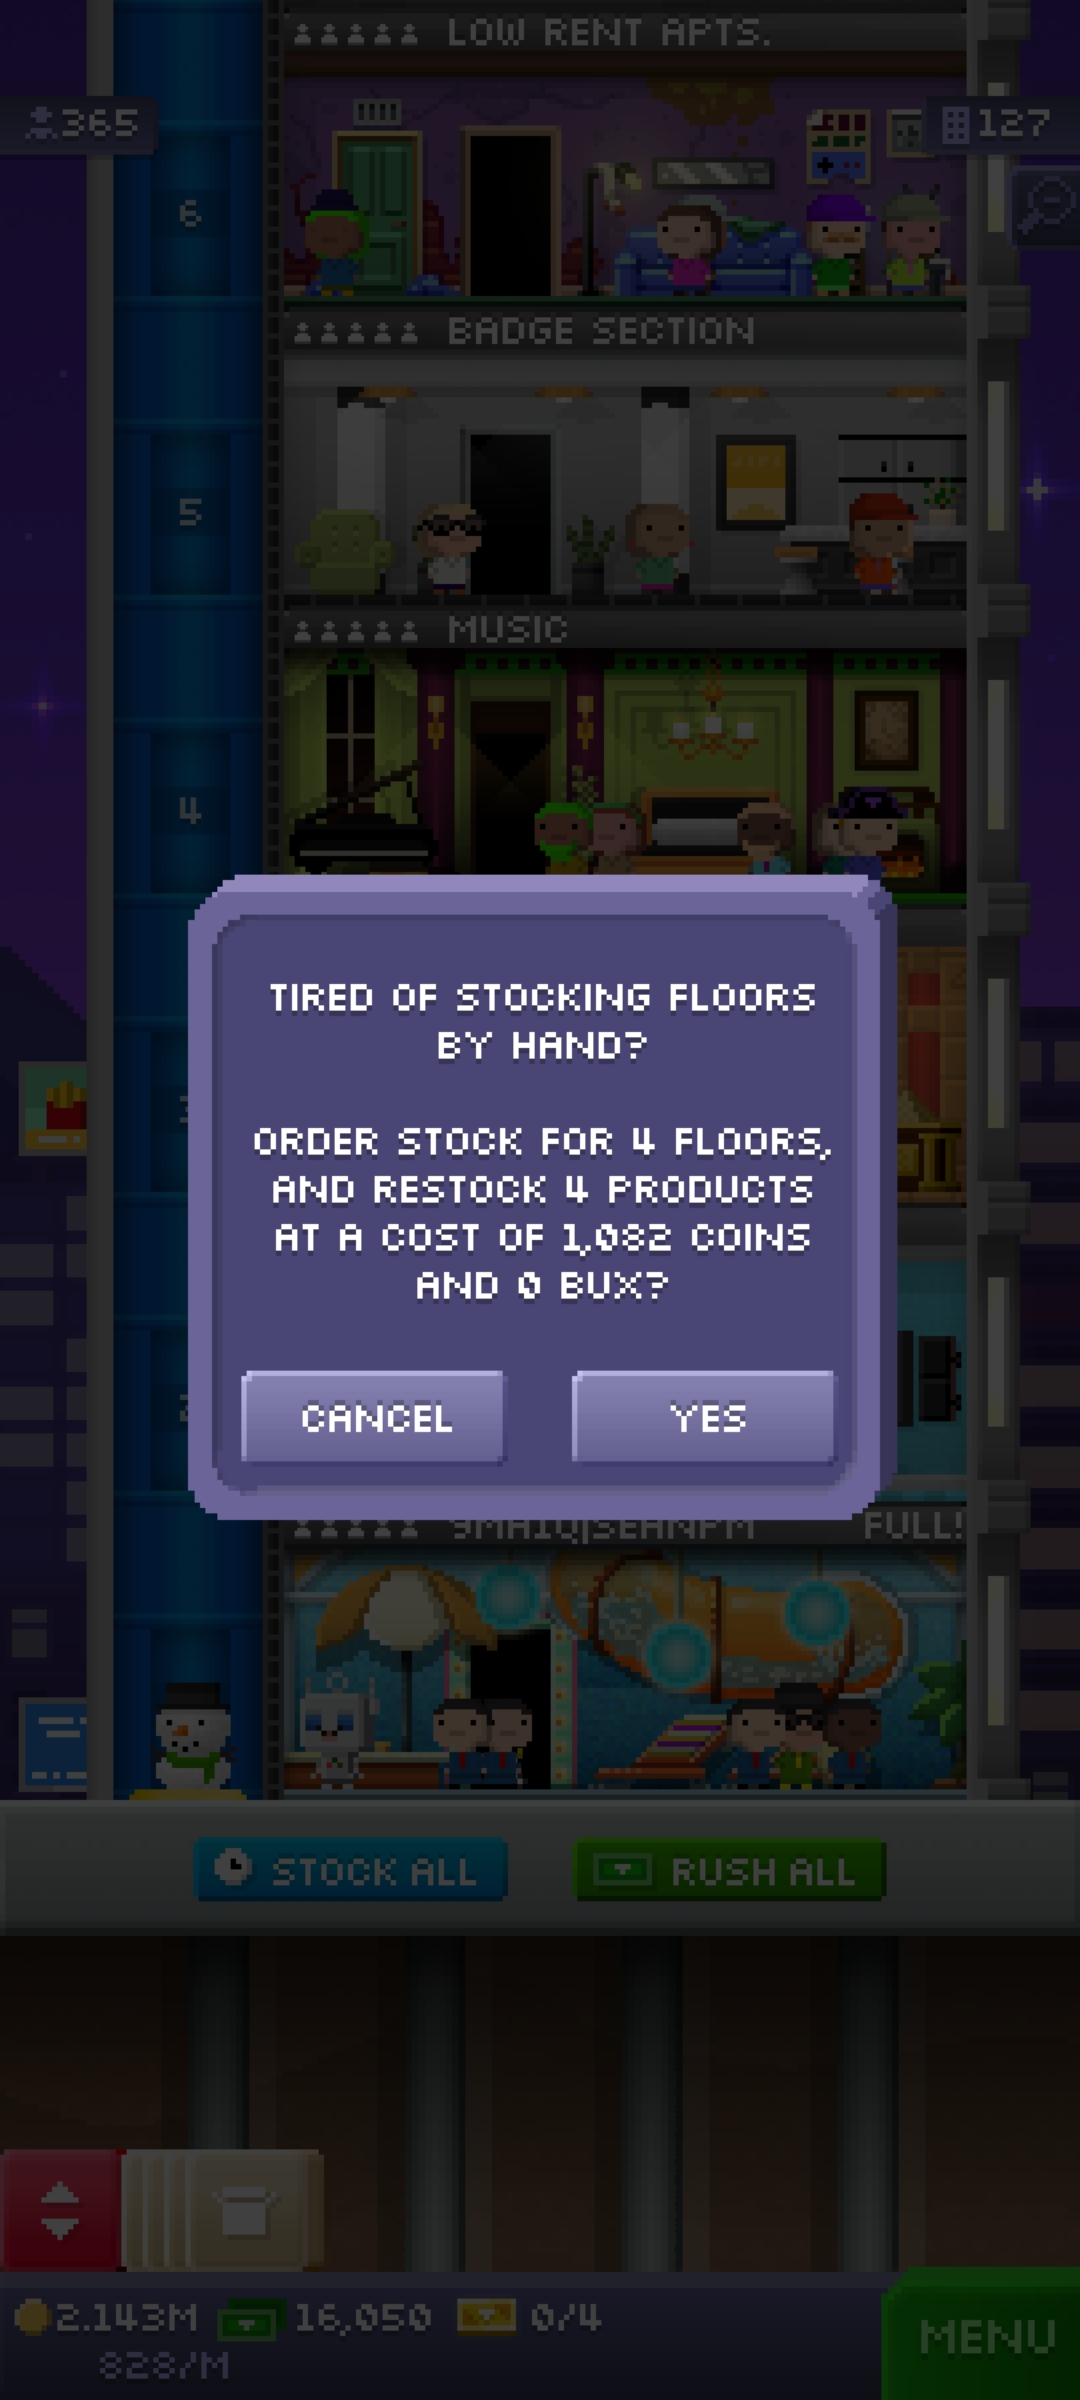 LOW RENT APTS.
365
127
6
BADGE SECTION
5
MUSIC
4
TIRED OF STOCKING FLOORS
BY HAND?
ORDER STOCK FOR 4 FLOORS,
AND RESTOCK 4 PRODUCTS
AT A COST OF 1,082 COINS
AND 0 BUX?
CANCEL
YES
FULL!
STOCK ALL
RUSH ALL
2.143M
16,050
0/4
828/M
MENU